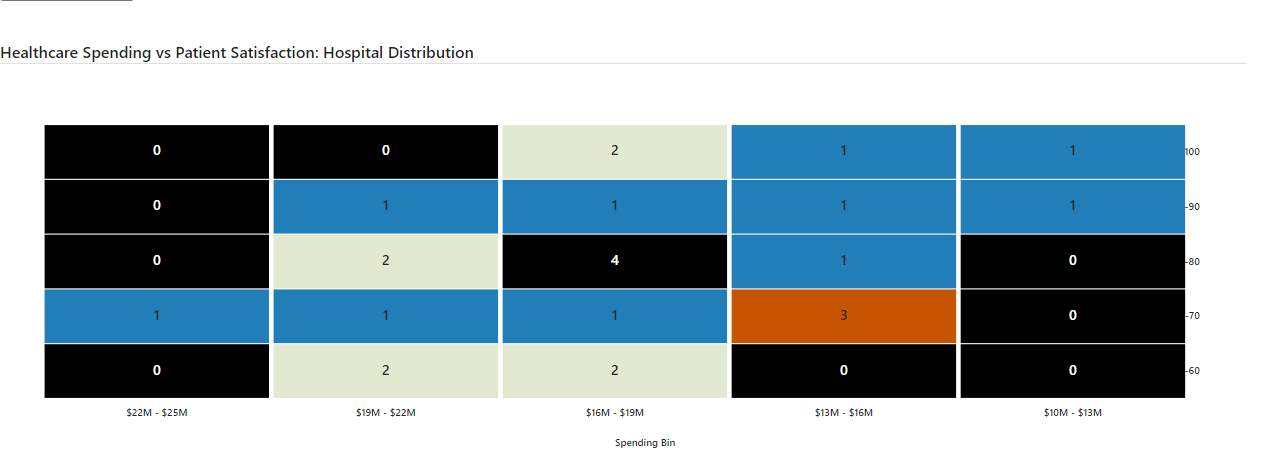 Healthcare Spending vs Patient Satisfaction: Hospital Distribution
0 0 2 1 1 100
0 1 1 1 1 -90
0 2 4 1 0 -80
1 1 1 3 0 -70
0 2 2 0 0 -60
$22M - $25M $19M - $22M $16M - $19M $13M - $16M $10M - $13M
Spending Bin